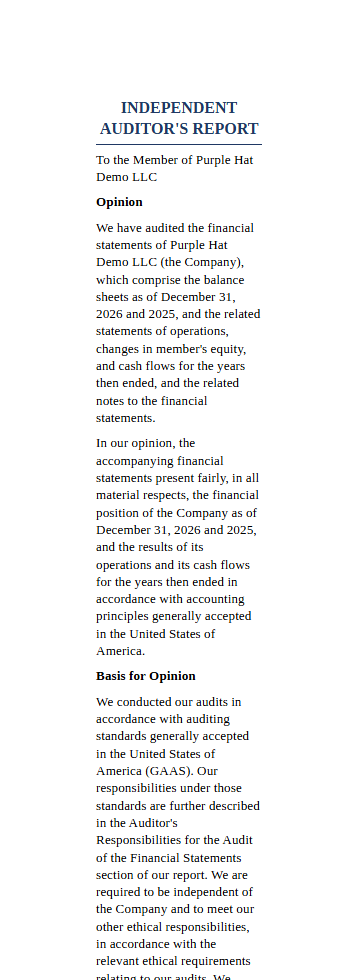 INDEPENDENT
AUDITOR'S REPORT
To the Member of Purple Hat
Demo LLC
Opinion
We have audited the financial
statements of Purple Hat
Demo LLC (the Company),
which comprise the balance
sheets as of December 31,
2026 and 2025, and the related
statements of operations,
changes in member's equity,
and cash flows for the years
then ended, and the related
notes to the financial
statements.
In our opinion, the
accompanying financial
statements present fairly, in all
material respects, the financial
position of the Company as of
December 31, 2026 and 2025,
and the results of its
operations and its cash flows
for the years then ended in
accordance with accounting
principles generally accepted
in the United States of
America.
Basis for Opinion
We conducted our audits in
accordance with auditing
standards generally accepted
in the United States of
America (GAAS). Our
responsibilities under those
standards are further described
in the Auditor's
Responsibilities for the Audit
of the Financial Statements
section of our report. We are
required to be independent of
the Company and to meet our
other ethical responsibilities,
in accordance with the
relevant ethical requirements
relating to our audits. We